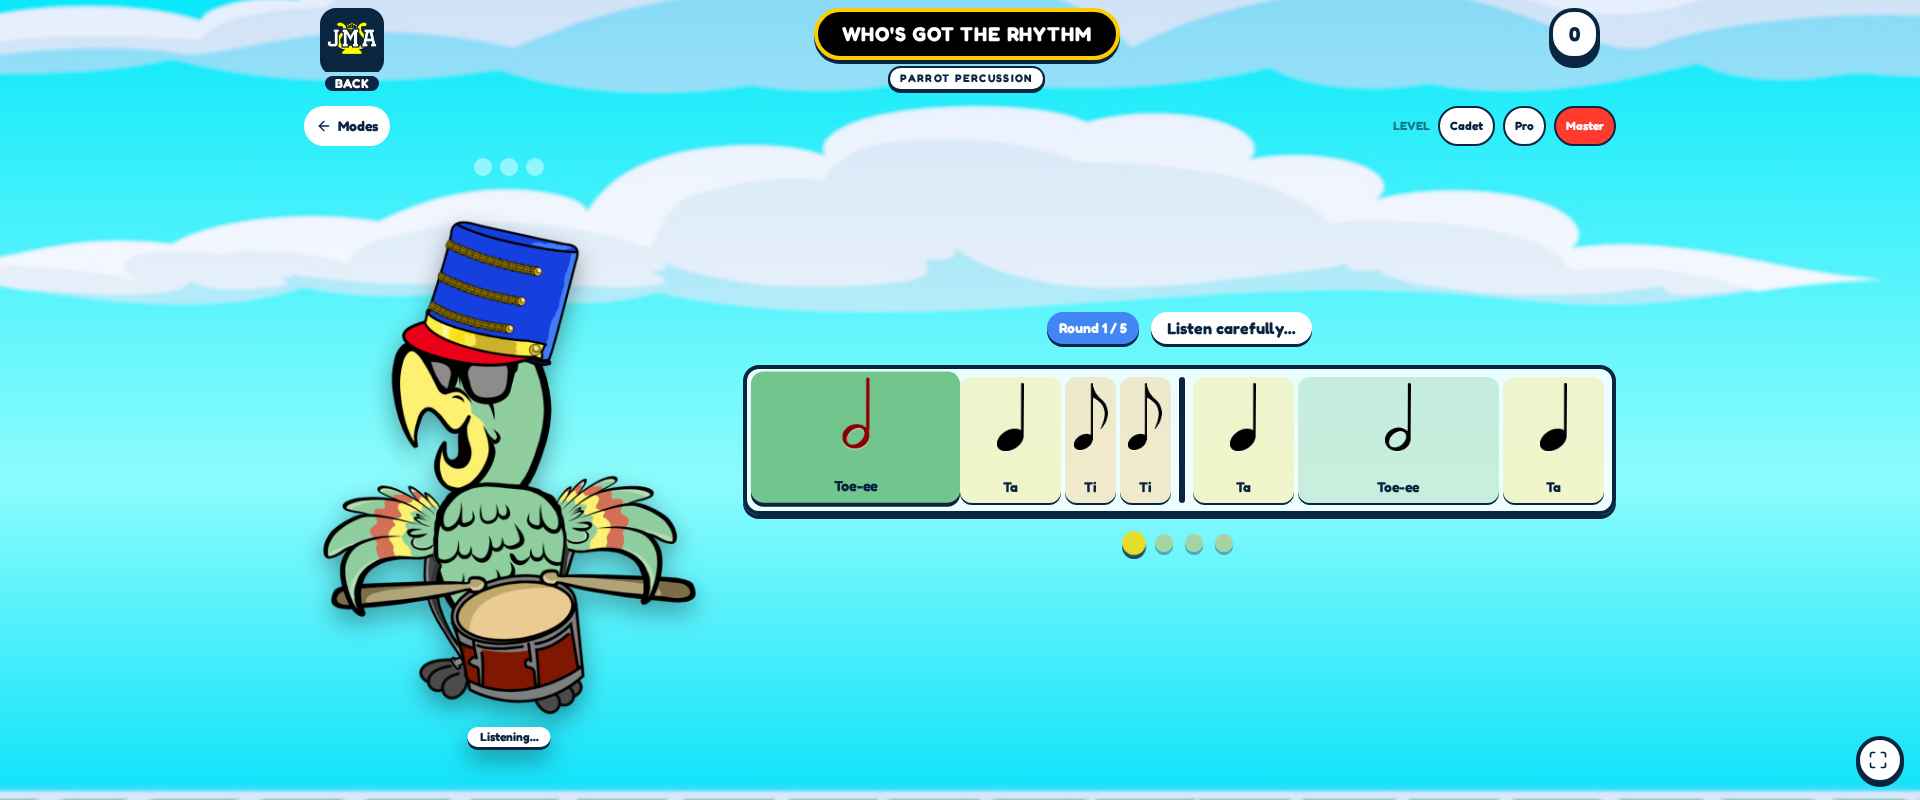 JMA
WHO'S GOT THE RHYTHM
0
BACK
PARROT PERCUSSION
Modes
LEVEL Cadet Pro Master
Round 1 / 5 Listen carefully...
Toe-ee Ta Ti Ti Ta Toe-ee Ta
Listening...